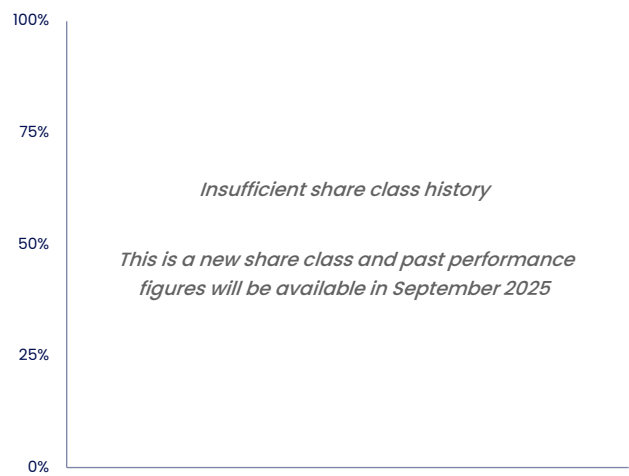 100%
75%
Insufficient share class history
50%
This is a new share class and past performance
figures will be available in September 2025
25%
0%